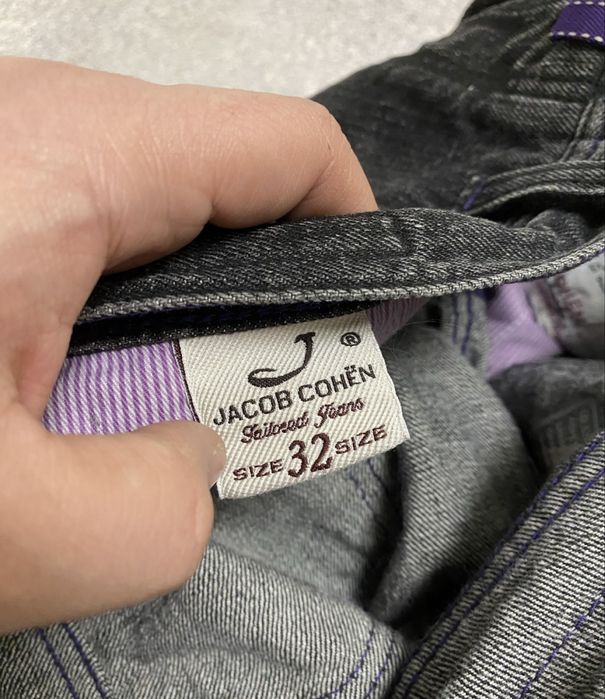 ®
JACOB COHËN
Tailored Jeans
SIZE 32 SIZE